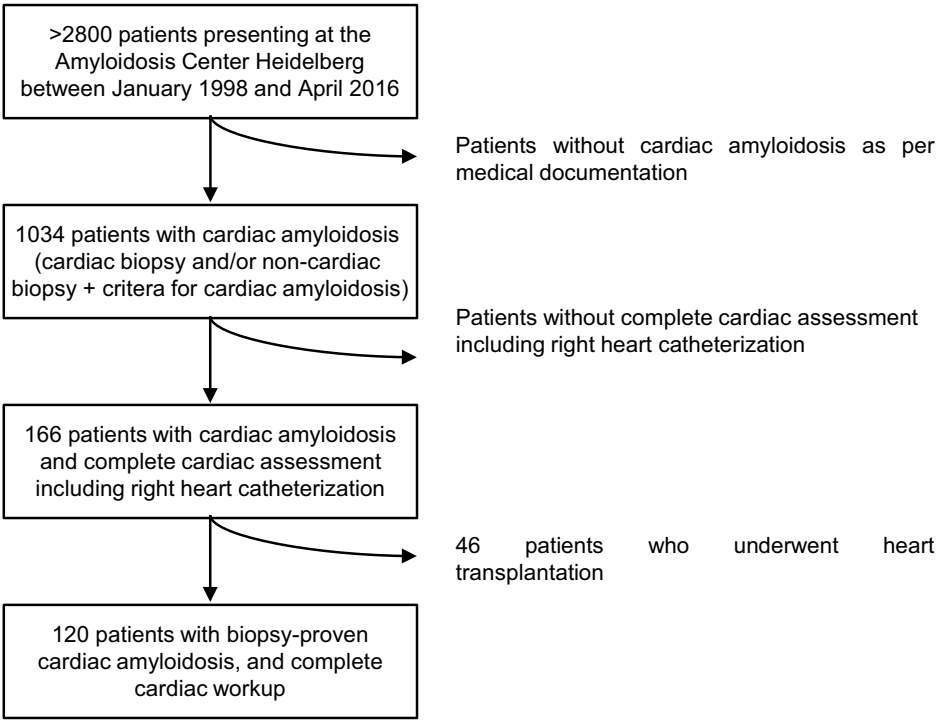 >2800 patients presenting at the
Amyloidosis Center Heidelberg
between January 1998 and April 2016
Patients without cardiac amyloidosis as per
medical documentation
1034 patients with cardiac amyloidosis
(cardiac biopsy and/or non-cardiac
biopsy + critera for cardiac amyloidosis)
Patients without complete cardiac assessment
including right heart catheterization
166 patients with cardiac amyloidosis
and complete cardiac assessment
including right heart catheterization
46 patients who underwent heart
transplantation
120 patients with biopsy-proven
cardiac amyloidosis, and complete
cardiac workup